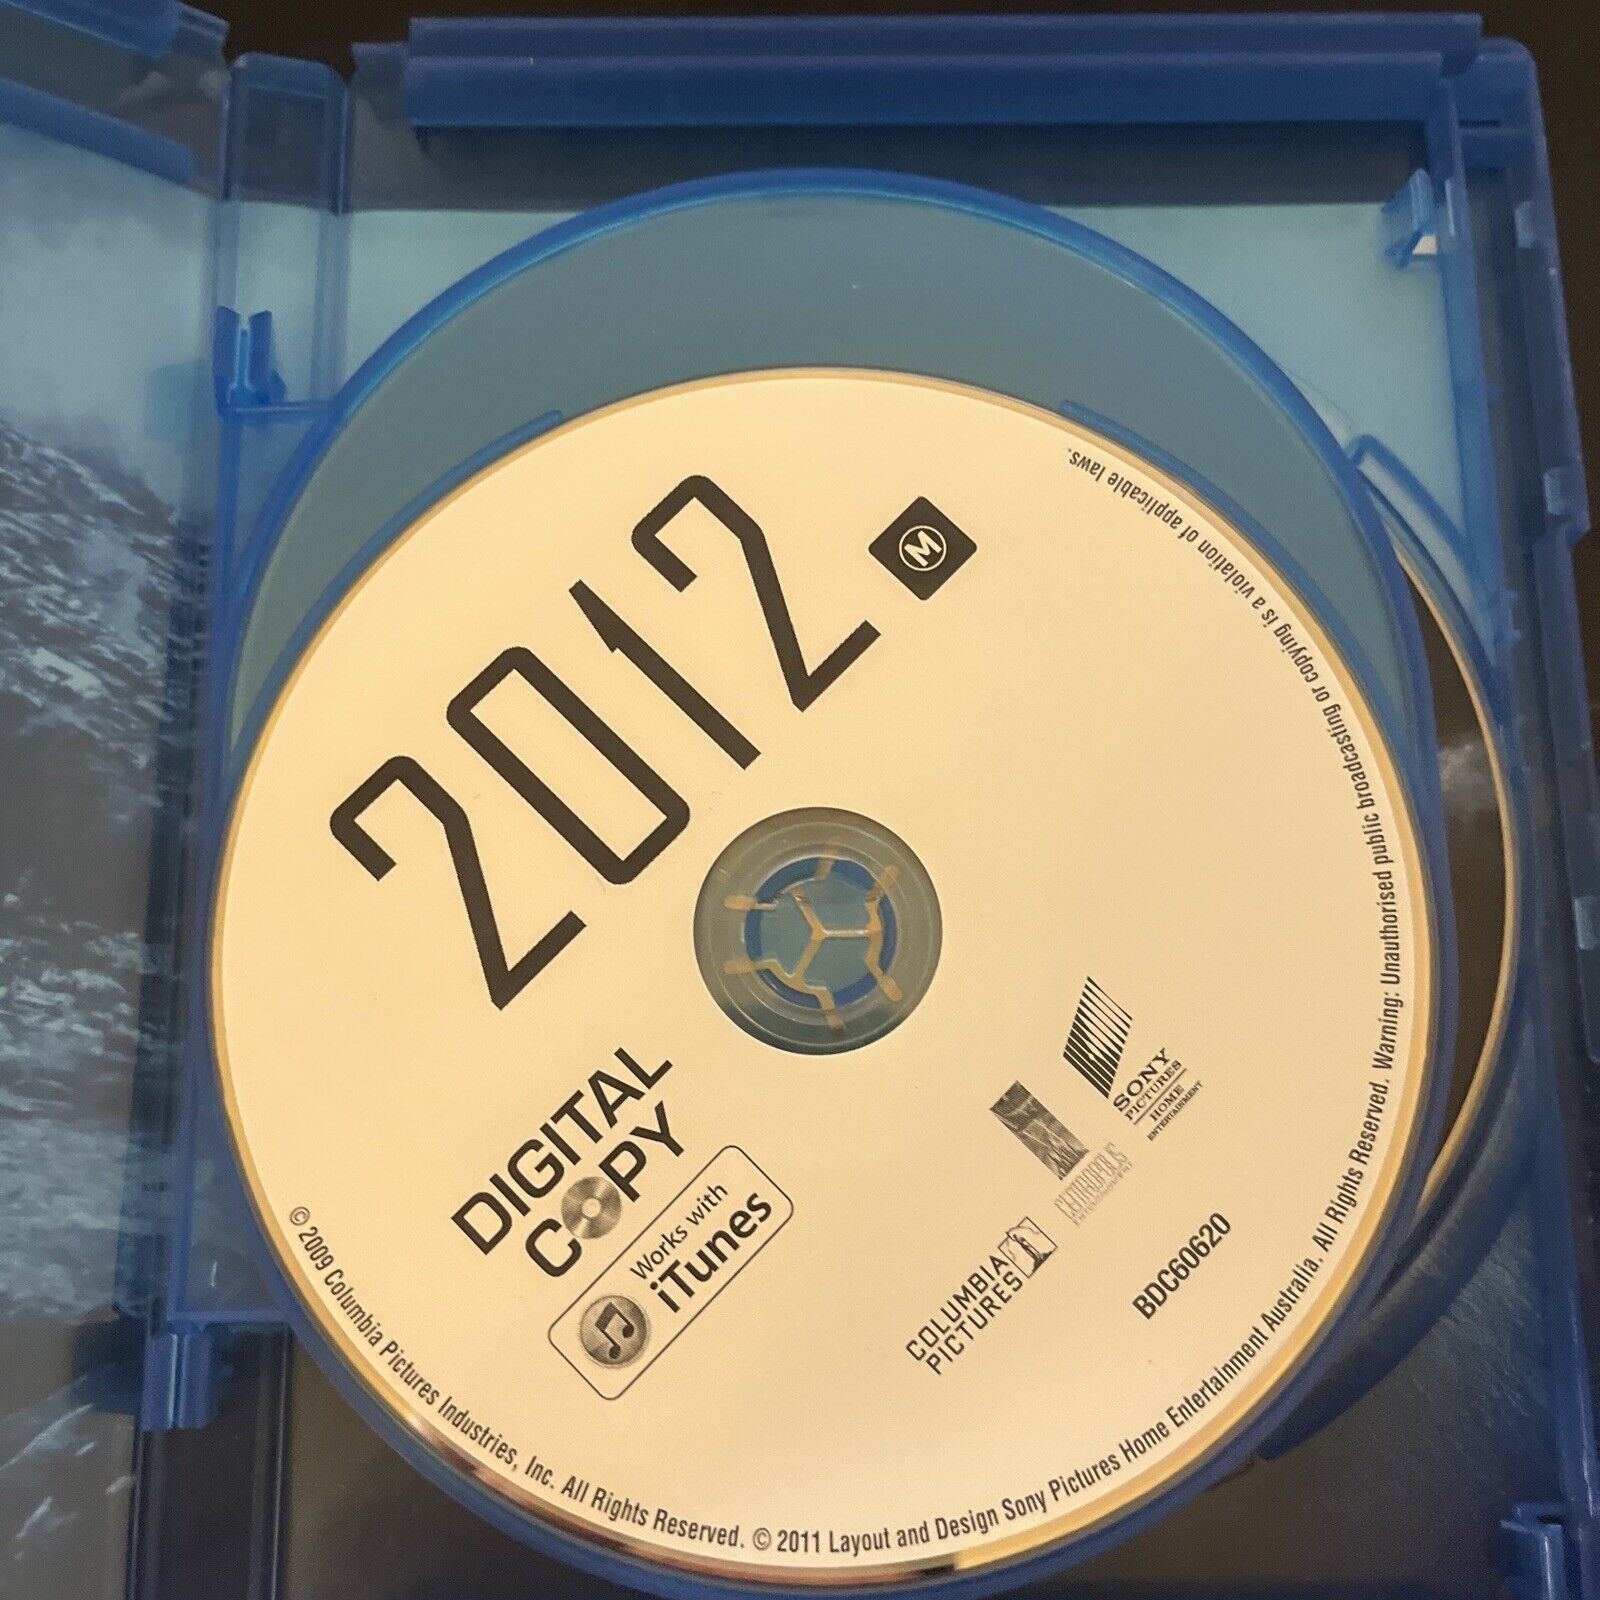 2012
M
DIGITAL
COPY
Works with
iTunes
COLUMBIA
PICTURES
CENTROPOLIS
ENTERTAINMENT
SONY
PICTURES
HOME
ENTERTAINMENT
BDC60620
© 2009 Columbia Pictures Industries, Inc. All Rights Reserved. © 2011 Layout and Design Sony Pictures Home Entertainment Australia. All Rights Reserved. Warning: Unauthorised public broadcasting or copying is a violation of applicable laws.